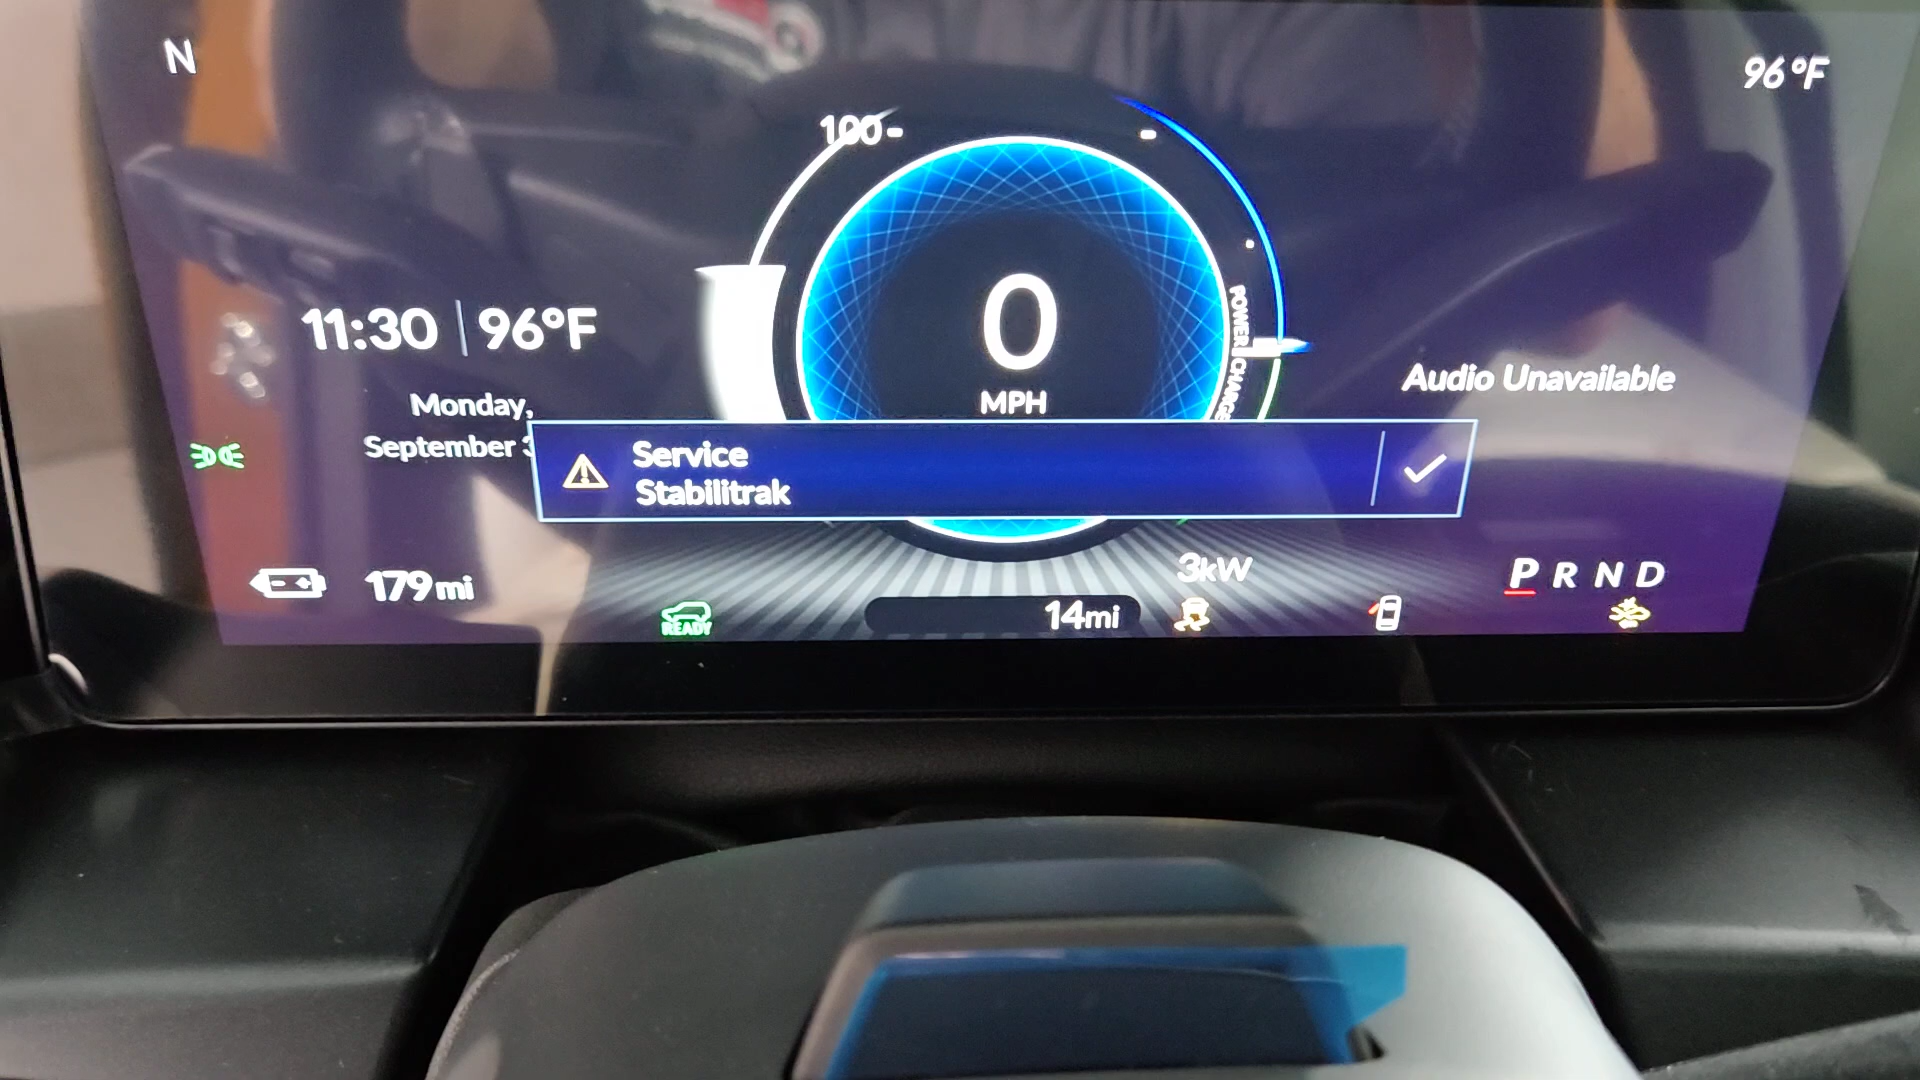 N
96°F
100-
0
MPH
POWER
CHARGE
11:30 | 96°F
Monday,
September
Audio Unavailable
Service
Stabilitrak
179 mi
3kW
P R N D
READY
14mi